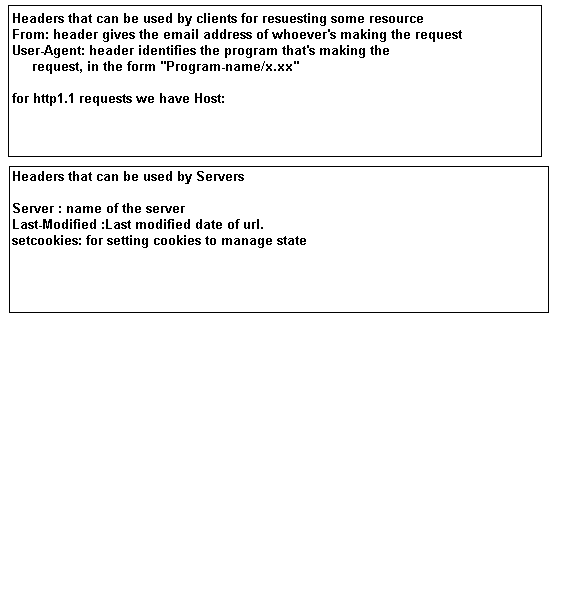 Headers that can be used by clients for resuesting some resource
From: header gives the email address of whoever's making the request
User-Agent: header identifies the program that's making the
request, in the form "Program-name/x.xx"
for http1.1 requests we have Host:
Headers that can be used by Servers
Server : name of the server
Last-Modified :Last modified date of url.
setcookies: for setting cookies to manage state